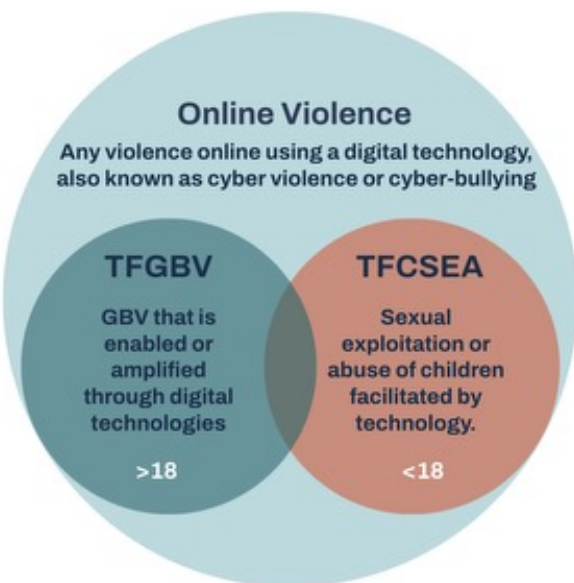 Online Violence
Any violence online using a digital technology,
also known as cyber violence or cyber-bullying
TFGBV
GBV that is
enabled or
amplified
through digital
technologies
>18
TFCSEA
Sexual
exploitation or
abuse of children
facilitated by
technology.
<18